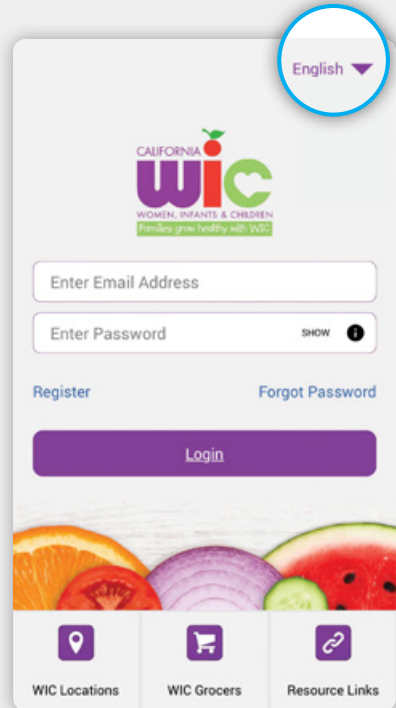 English
CALIFORNIA
WIC
WOMEN, INFANTS & CHILDREN
Families grow healthy with WIC
Enter Email Address
Enter Password SHOW
Register Forgot Password
Login
WIC Locations WIC Grocers Resource Links